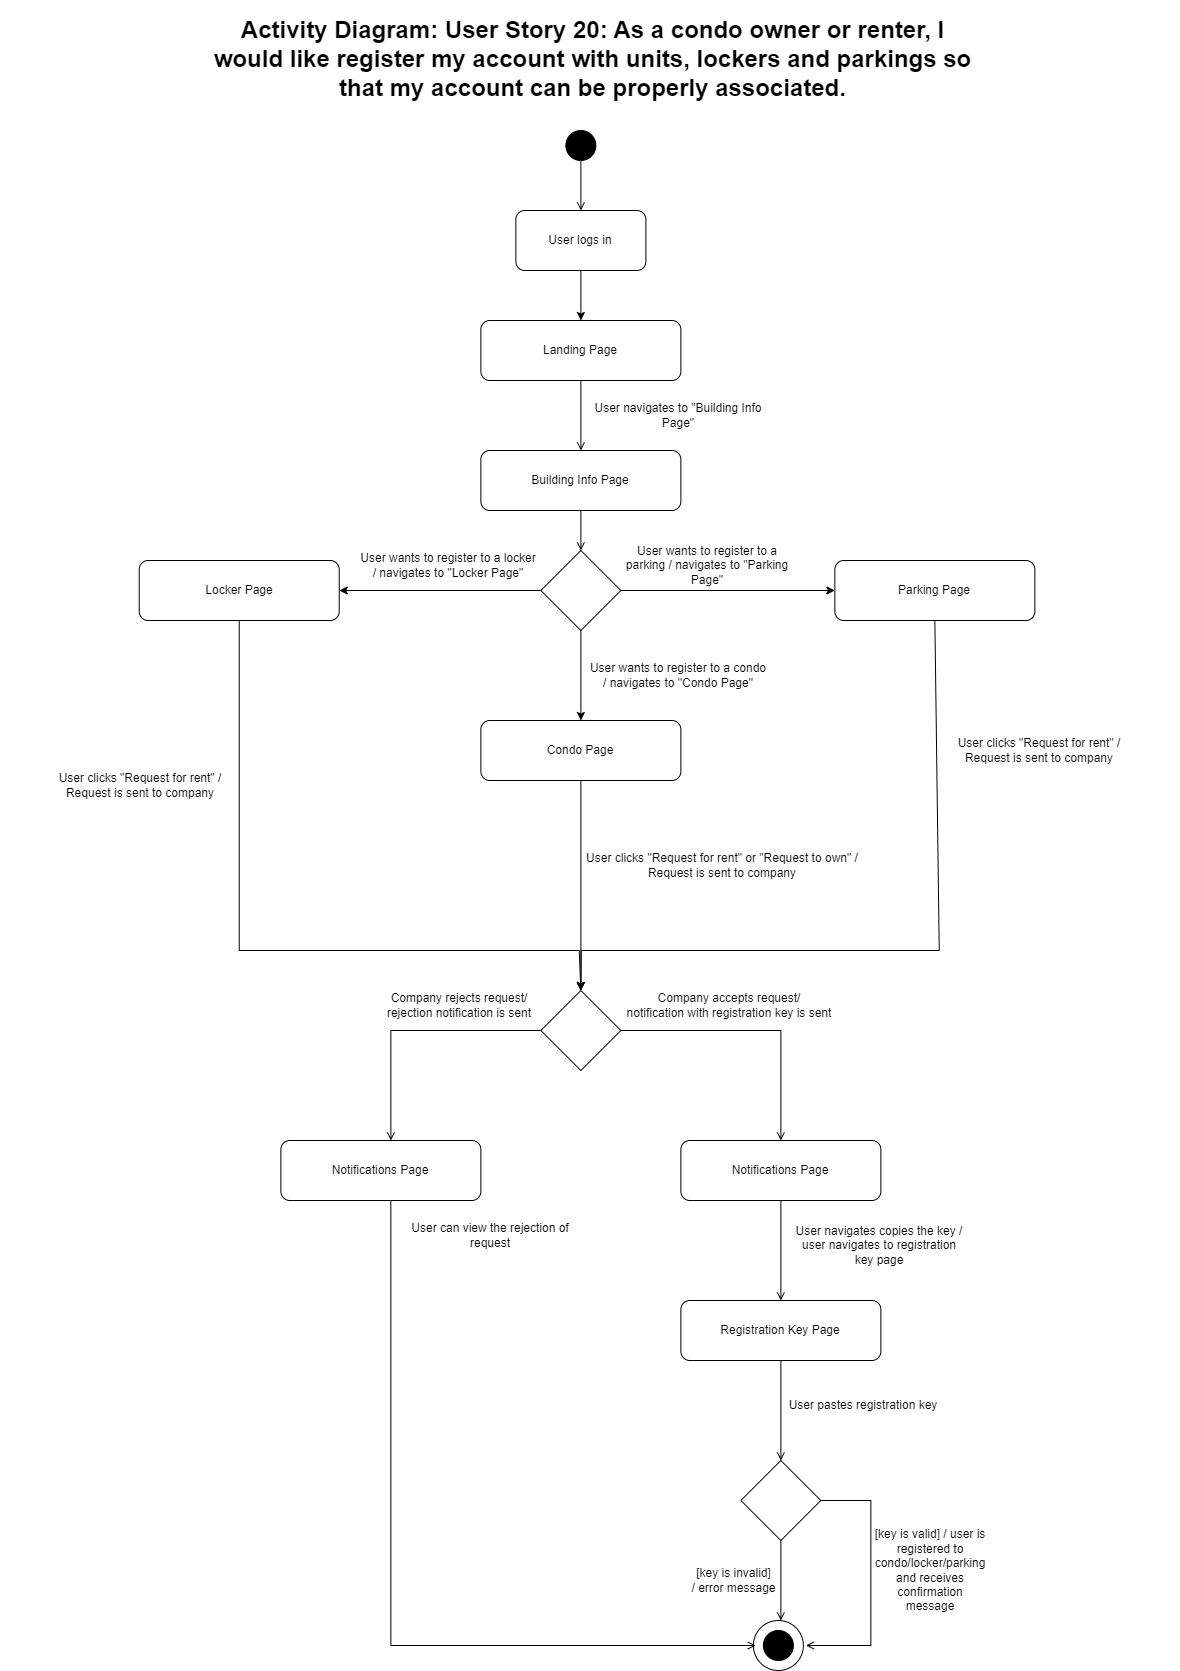 Activity Diagram: User Story 20: As a condo owner or renter, I
would like register my account with units, lockers and parkings so
that my account can be properly associated.
User logs in
Landing Page
User navigates to "Building Info
Page"
Building Info Page
User wants to register to a locker
/ navigates to "Locker Page"
User wants to register to a
parking / navigates to "Parking
Page"
Locker Page
Parking Page
User wants to register to a condo
/ navigates to "Condo Page"
Condo Page
User clicks "Request for rent" /
Request is sent to company
User clicks "Request for rent" /
Request is sent to company
User clicks "Request for rent" or "Request to own" /
Request is sent to company
Company rejects request/
rejection notification is sent
Company accepts request/
notification with registration key is sent
Notifications Page
Notifications Page
User can view the rejection of
request
User navigates copies the key /
user navigates to registration
key page
Registration Key Page
User pastes registration key
[key is invalid]
/ error message
[key is valid] / user is
registered to
condo/locker/parking
and receives
confirmation
message